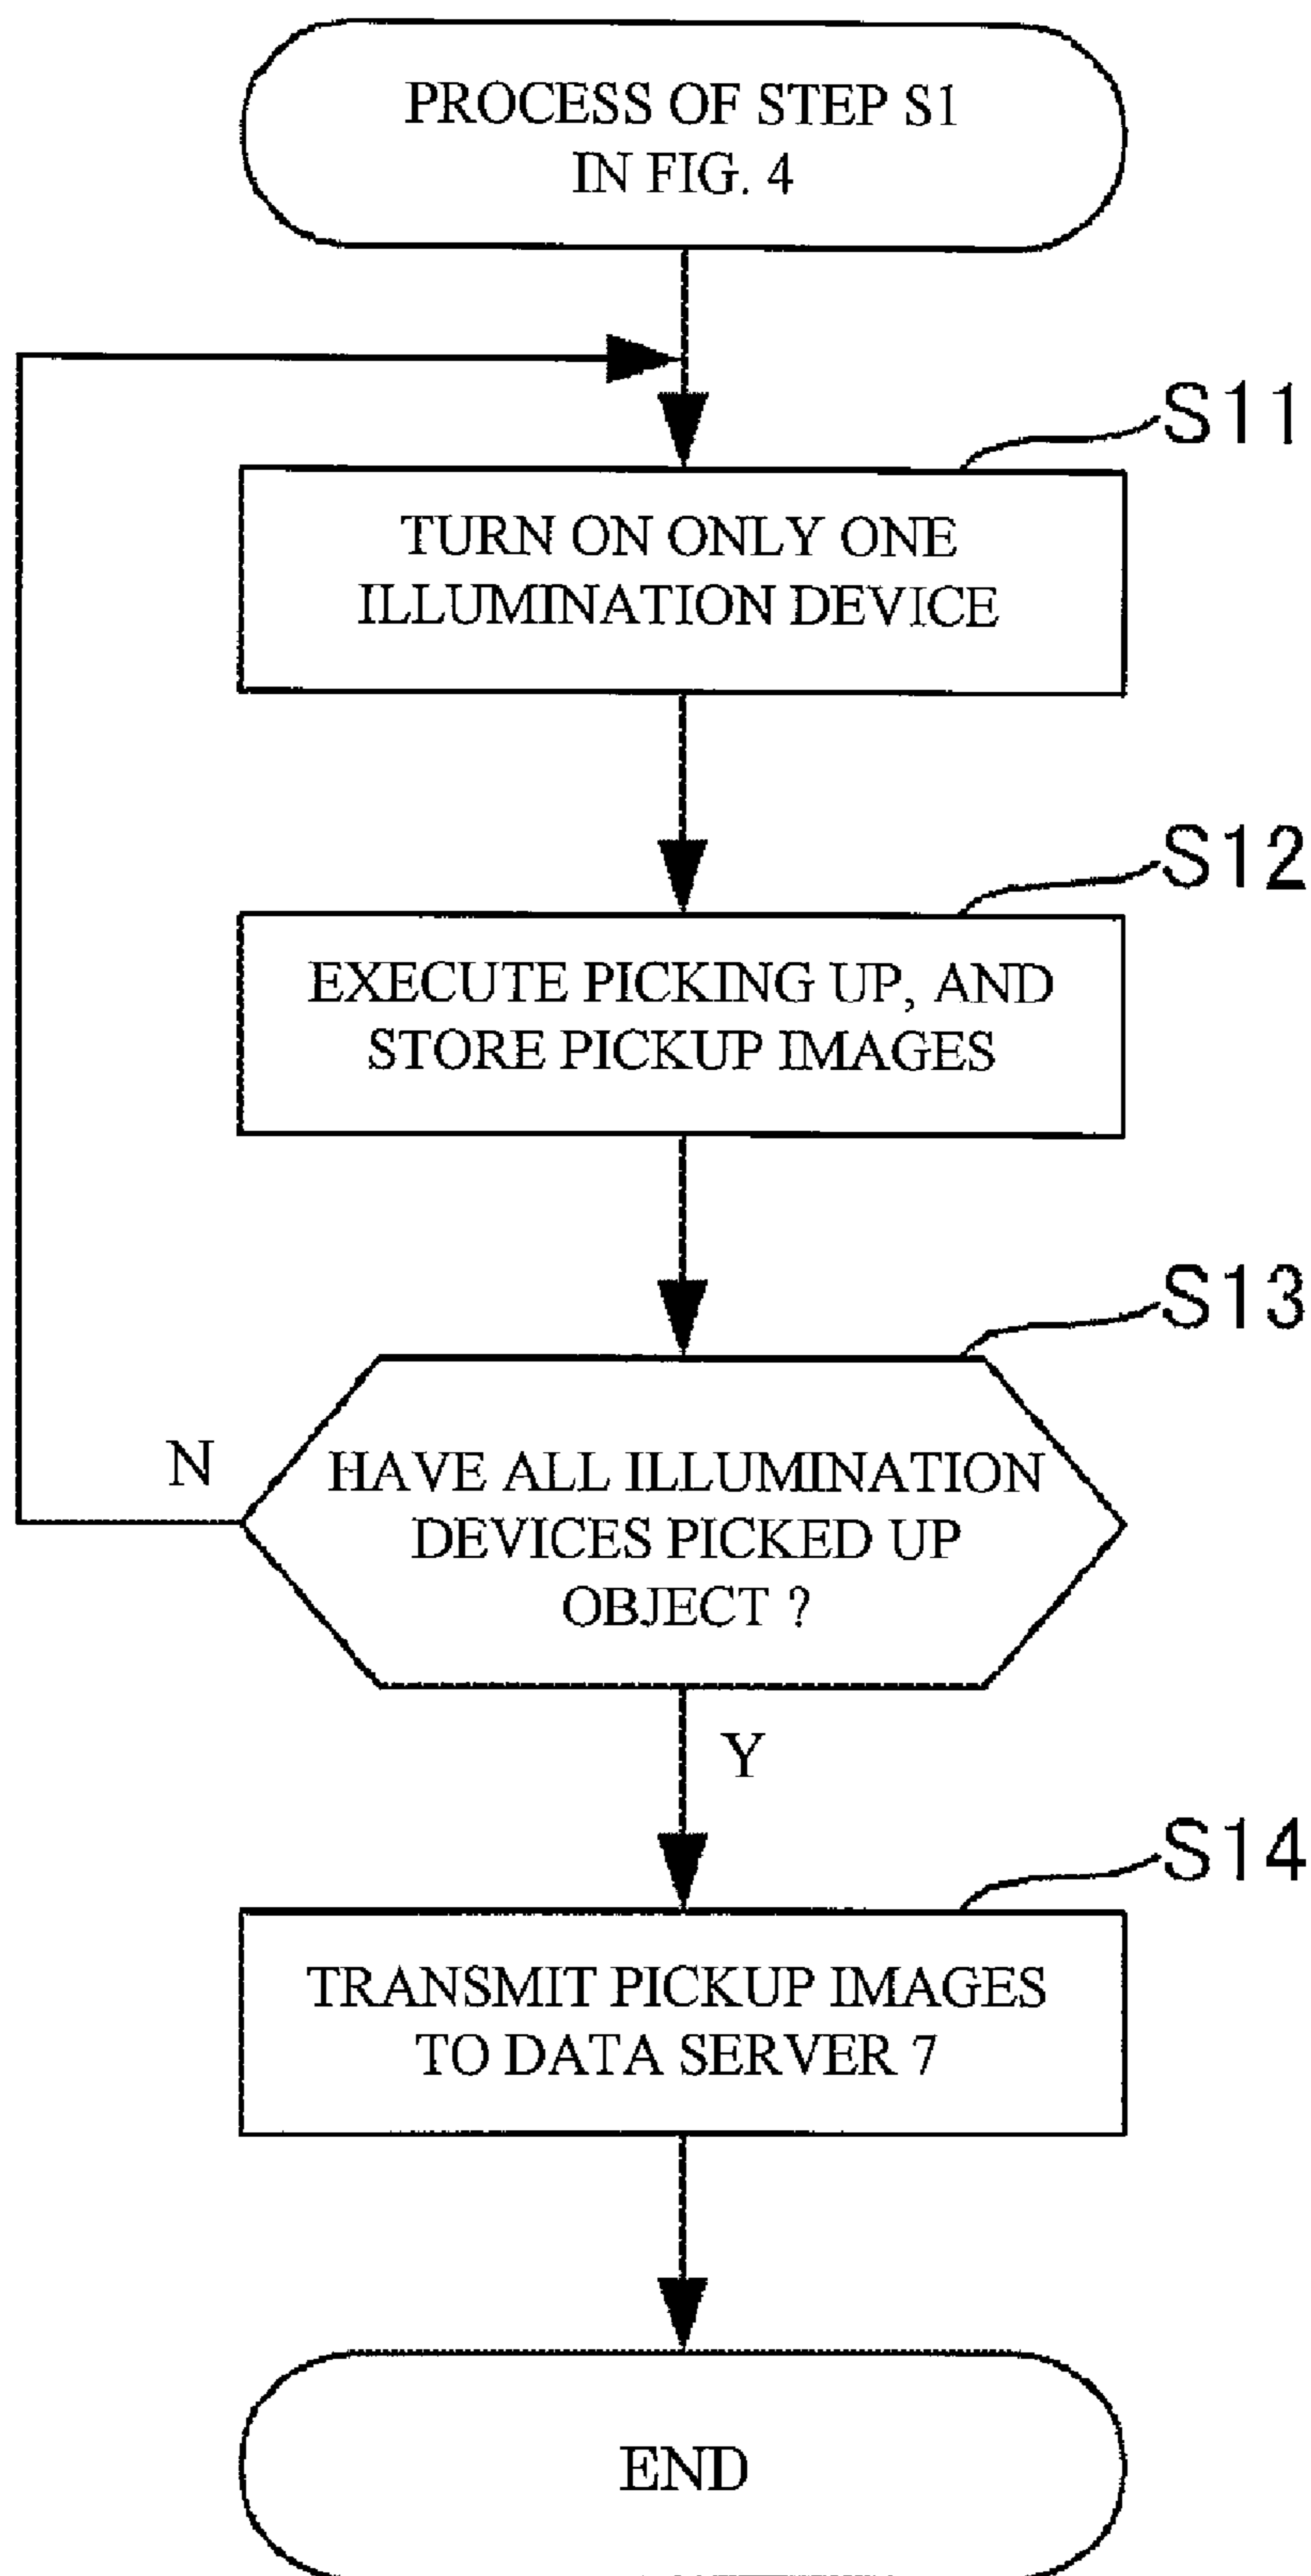 PROCESS OF STEP S1
IN FIG. 4
S11
TURN ON ONLY ONE
ILLUMINATION DEVICE
S12
EXECUTE PICKING UP, AND
STORE PICKUP IMAGES
S13
N
HAVE ALL ILLUMINATION
DEVICES PICKED UP
OBJECT ?
Y
S14
TRANSMIT PICKUP IMAGES
TO DATA SERVER 7
END